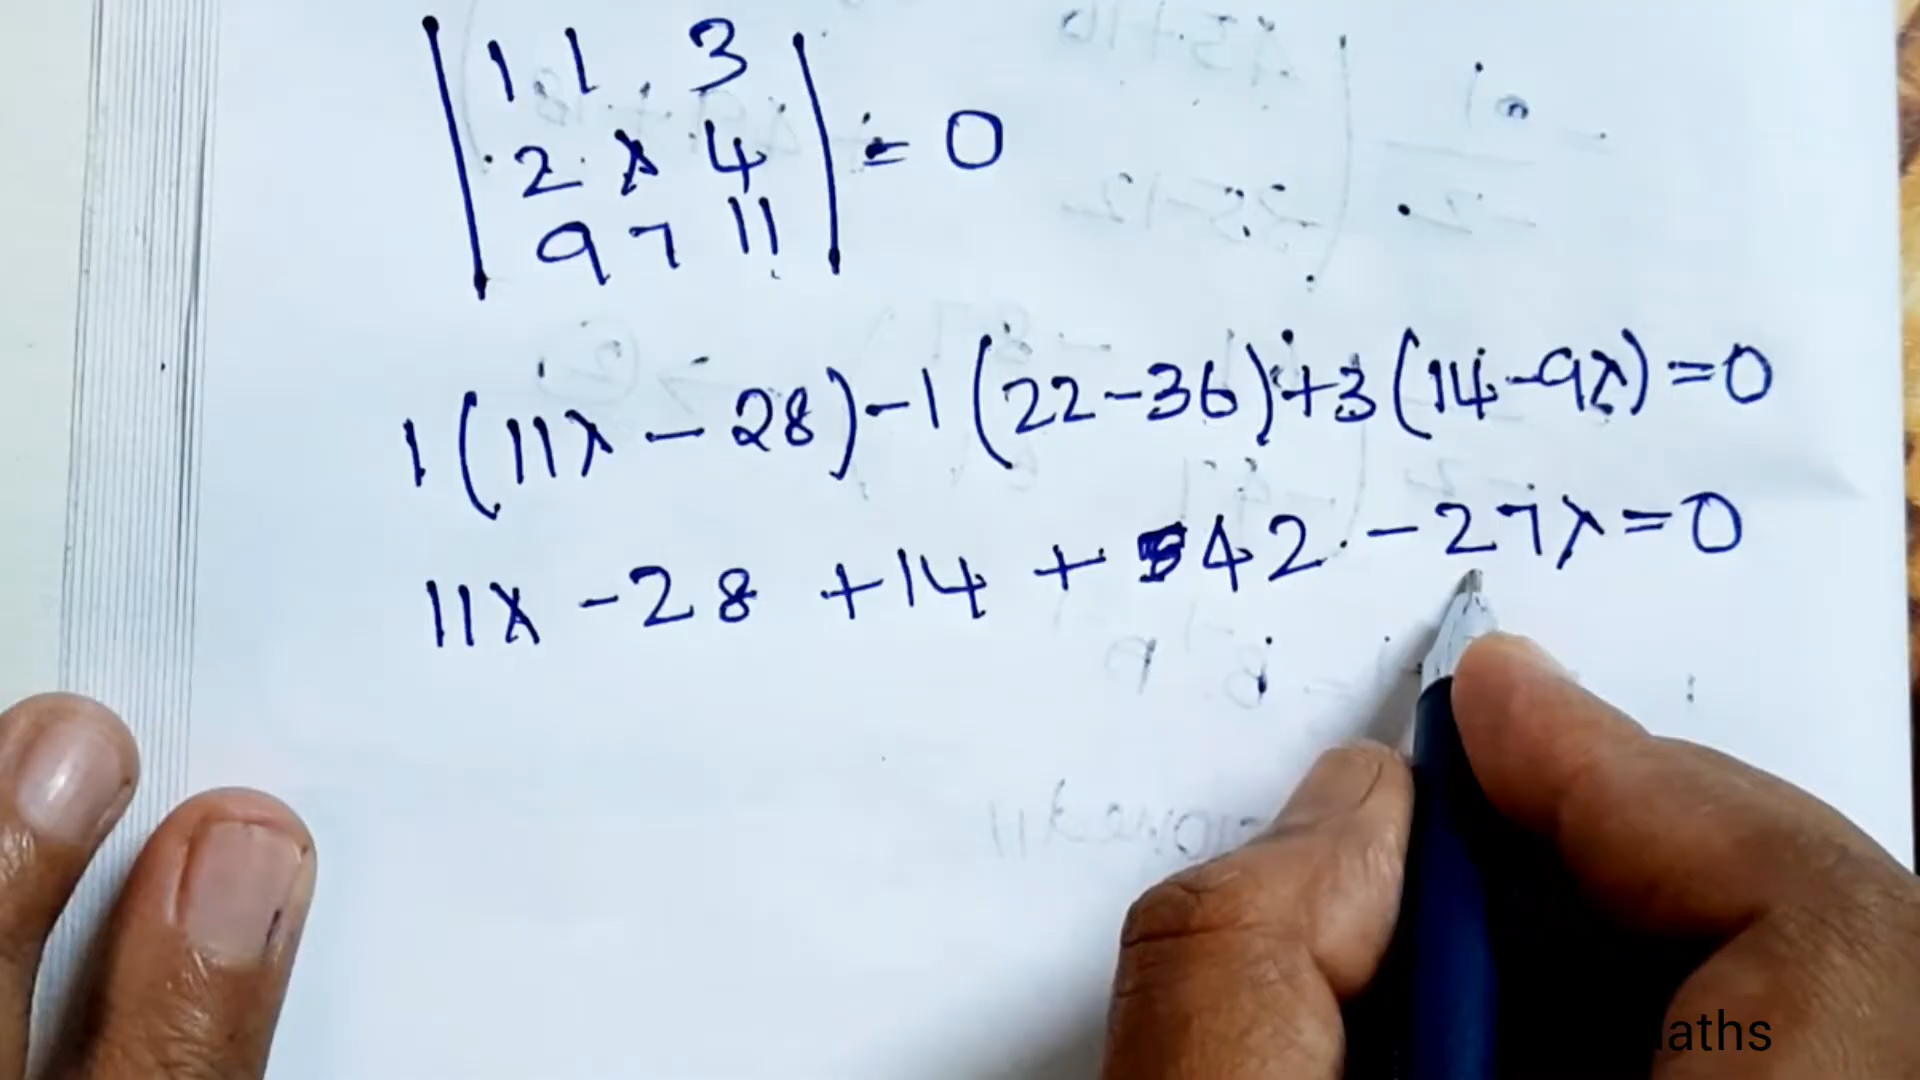 | 1 1 3 |
| 2 λ 4 | = 0
| 9 7 11 |
1(11λ - 28) - 1(22 - 36) + 3(14 - 9λ) = 0
11λ - 28 + 14 + 42 - 27λ = 0
aths